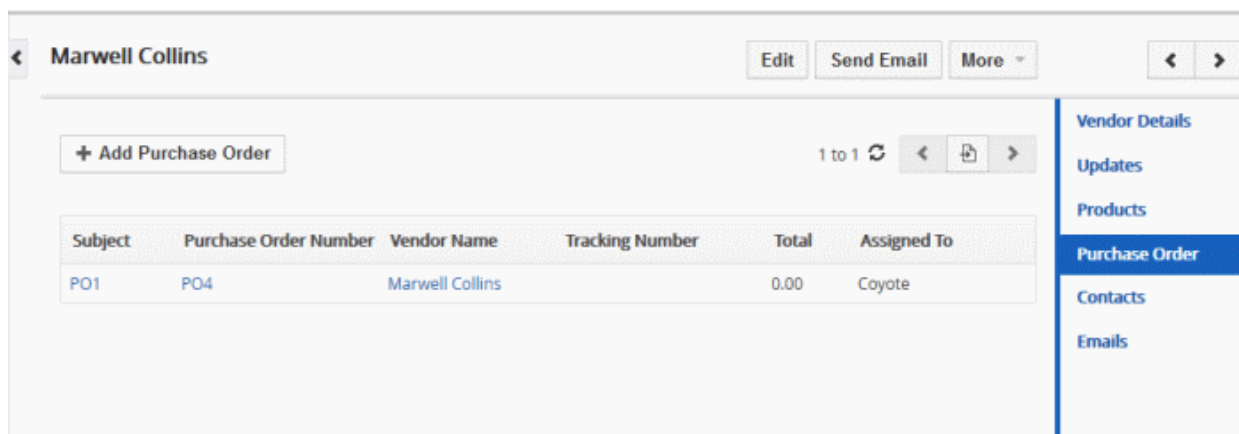 Marwell Collins Edit Send Email More
Vendor Details
+ Add Purchase Order 1 to 1
Updates
Products
Subject Purchase Order Number Vendor Name Tracking Number Total Assigned To
Purchase Order
PO1 PO4 Marwell Collins 0.00 Coyote
Contacts
Emails